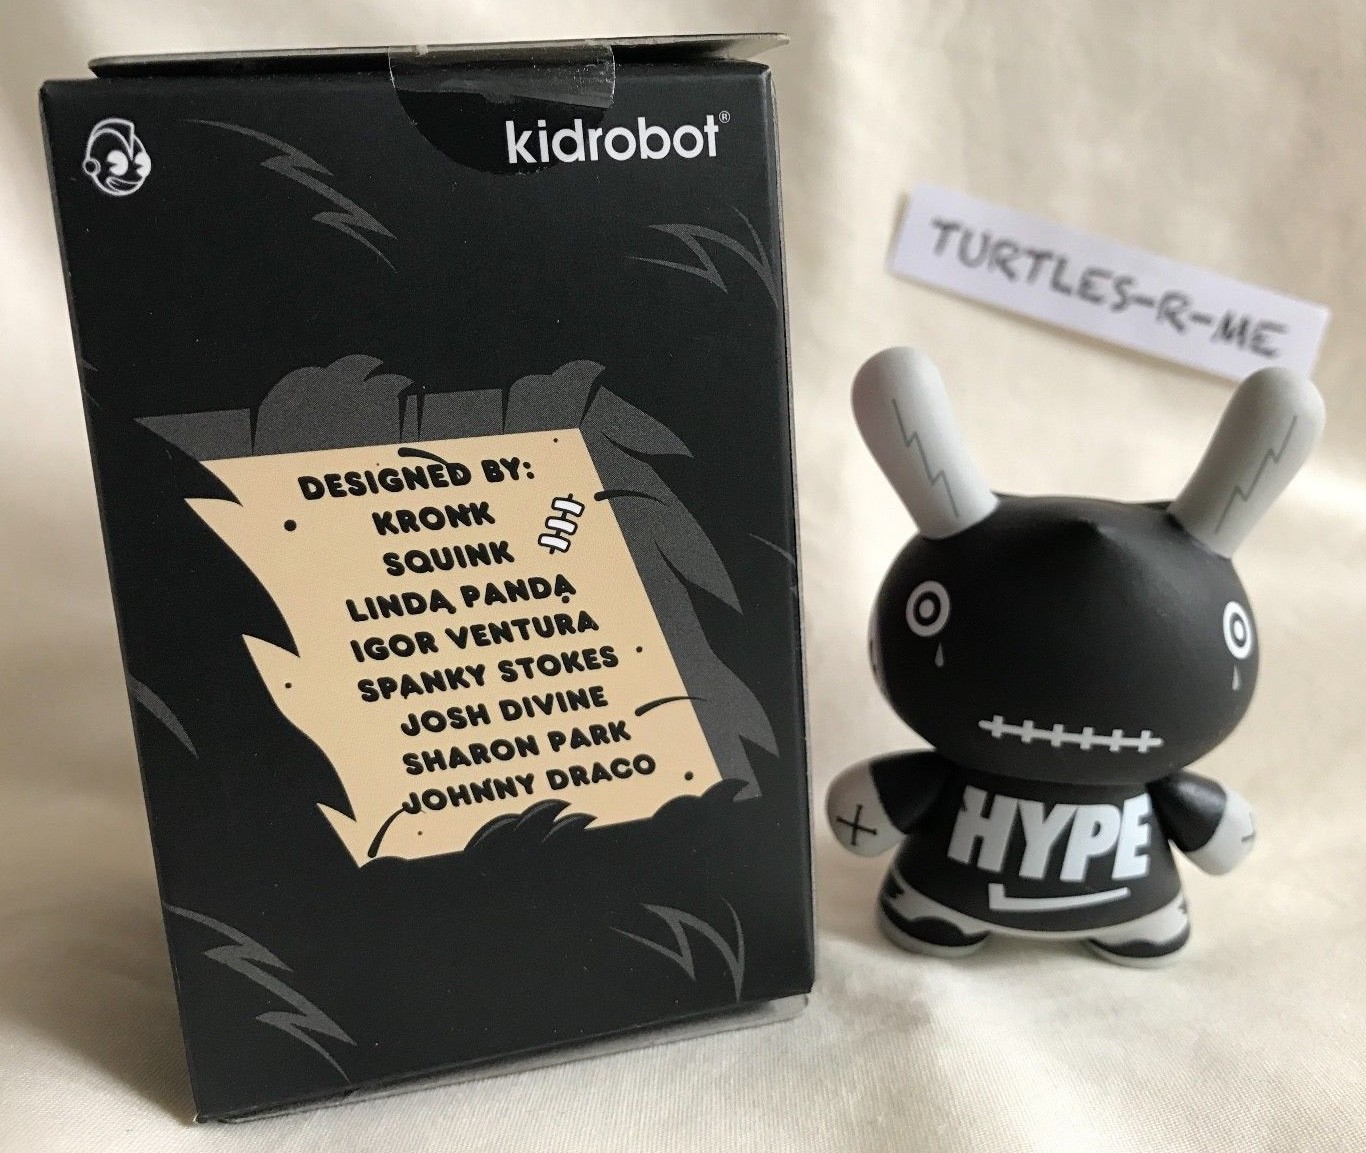 kidrobot®
TURTLES-R-ME
DESIGNED BY:
KRONK
SQUINK
LINDA PANDA
IGOR VENTURA
SPANKY STOKES
JOSH DIVINE
SHARON PARK
JOHNNY DRACO
HYPE